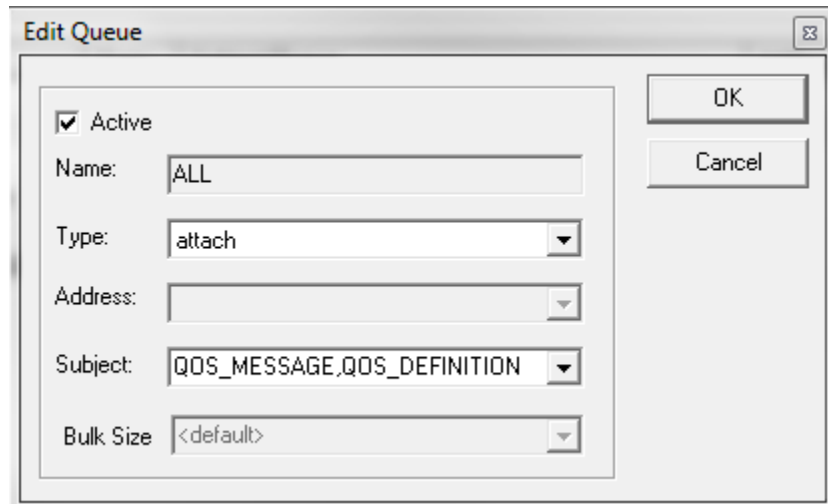 Edit Queue
Active
OK
Name:
ALL
Cancel
Type:
attach
Address:
Subject:
QOS_MESSAGE,QOS_DEFINITION
Bulk Size
<default>